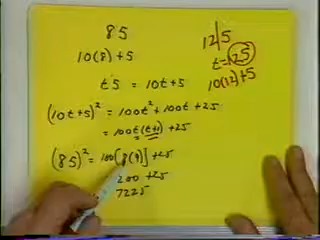 85
10(8) + 5
t5 = 10t + 5
(10t + 5)² = 100t² + 100t + 25
= 100t(t+1) + 25
(85)² = 100[8(9)] + 25
200 + 25
7225
12|5
t = 125
10(12) + 5